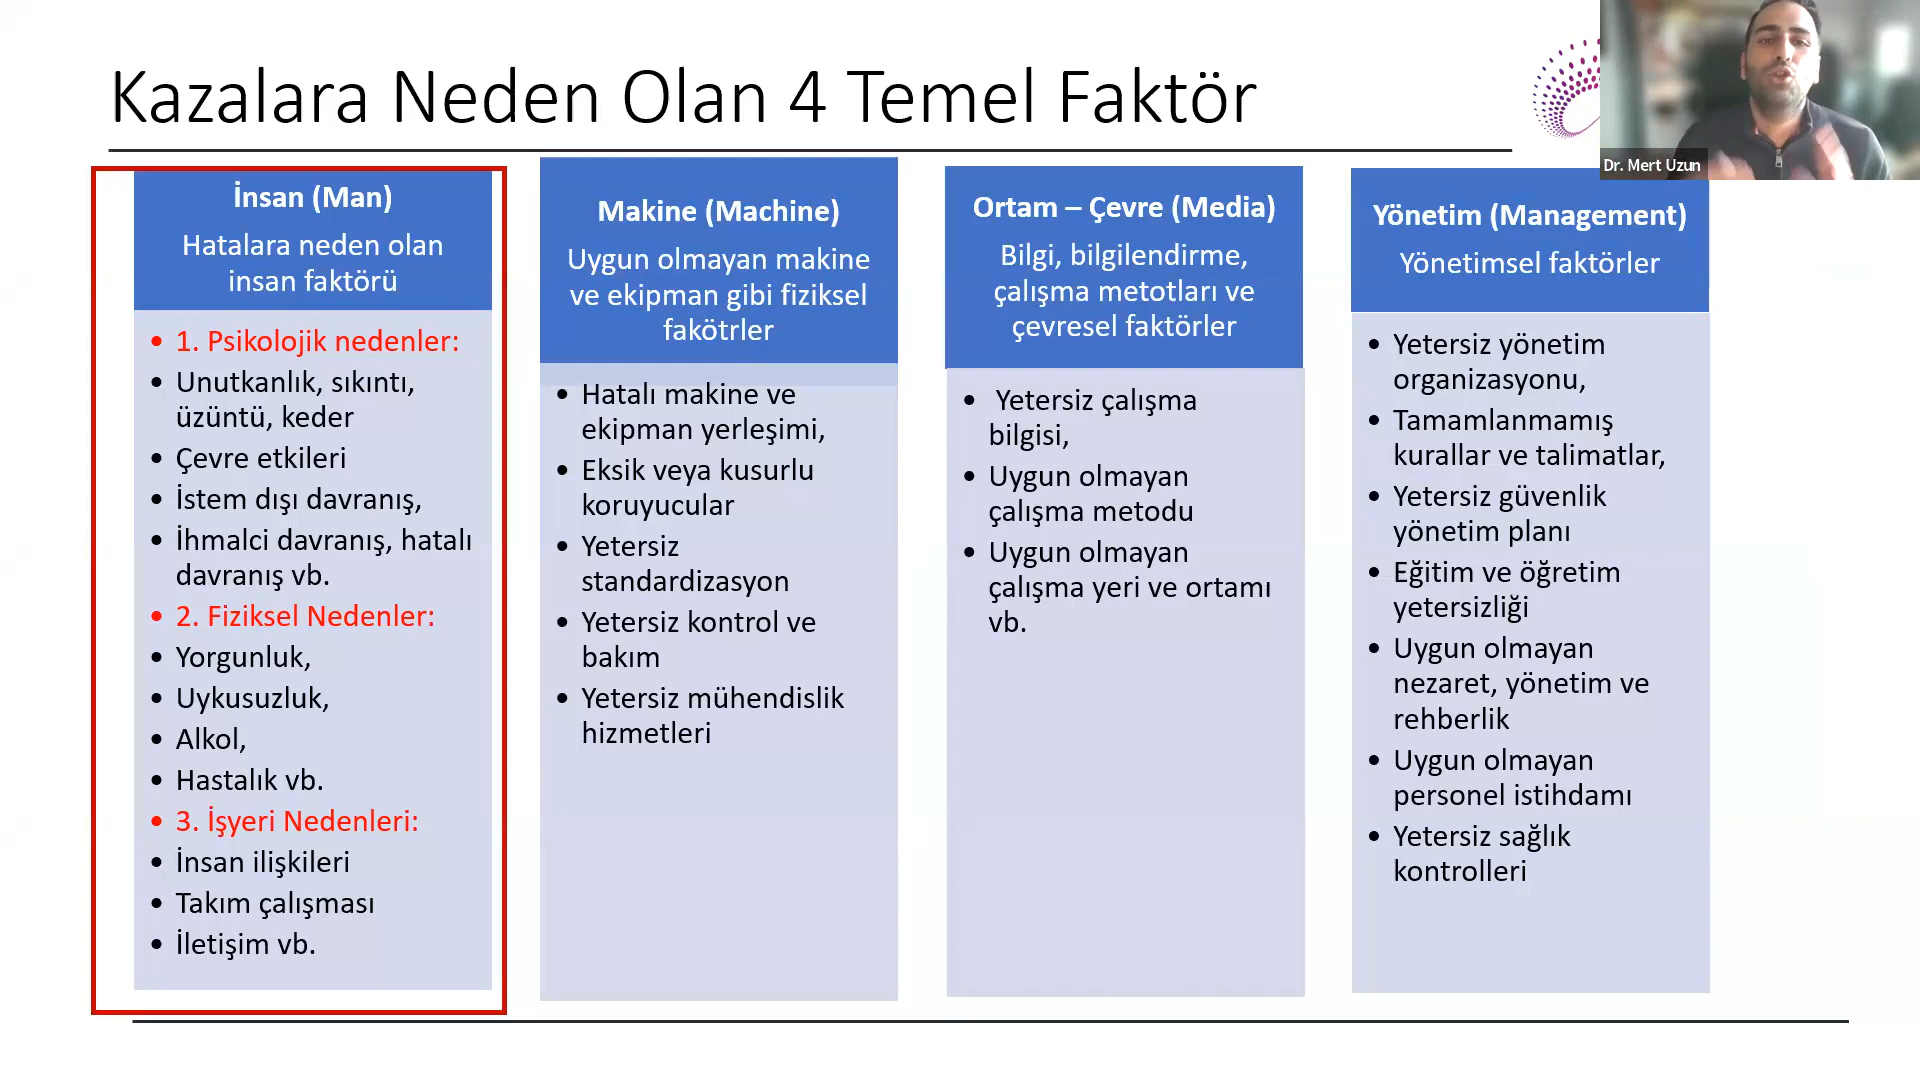 Kazalara Neden Olan 4 Temel Faktör
Dr. Mert Uzun
İnsan (Man)
Hatalara neden olan
insan faktörü
• 1. Psikolojik nedenler:
• Unutkanlık, sıkıntı,
üzüntü, keder
• Çevre etkileri
• İstem dışı davranış,
• İhmalci davranış, hatalı
davranış vb.
• 2. Fiziksel Nedenler:
• Yorgunluk,
• Uykusuzluk,
• Alkol,
• Hastalık vb.
• 3. İşyeri Nedenleri:
• İnsan ilişkileri
• Takım çalışması
• İletişim vb.
Makine (Machine)
Uygun olmayan makine
ve ekipman gibi fiziksel
fakötrler
• Hatalı makine ve
ekipman yerleşimi,
• Eksik veya kusurlu
koruyucular
• Yetersiz
standardizasyon
• Yetersiz kontrol ve
bakım
• Yetersiz mühendislik
hizmetleri
Ortam – Çevre (Media)
Bilgi, bilgilendirme,
çalışma metotları ve
çevresel faktörler
• Yetersiz çalışma
bilgisi,
• Uygun olmayan
çalışma metodu
• Uygun olmayan
çalışma yeri ve ortamı
vb.
Yönetim (Management)
Yönetimsel faktörler
• Yetersiz yönetim
organizasyonu,
• Tamamlanmamış
kurallar ve talimatlar,
• Yetersiz güvenlik
yönetim planı
• Eğitim ve öğretim
yetersizliği
• Uygun olmayan
nezaret, yönetim ve
rehberlik
• Uygun olmayan
personel istihdamı
• Yetersiz sağlık
kontrolleri